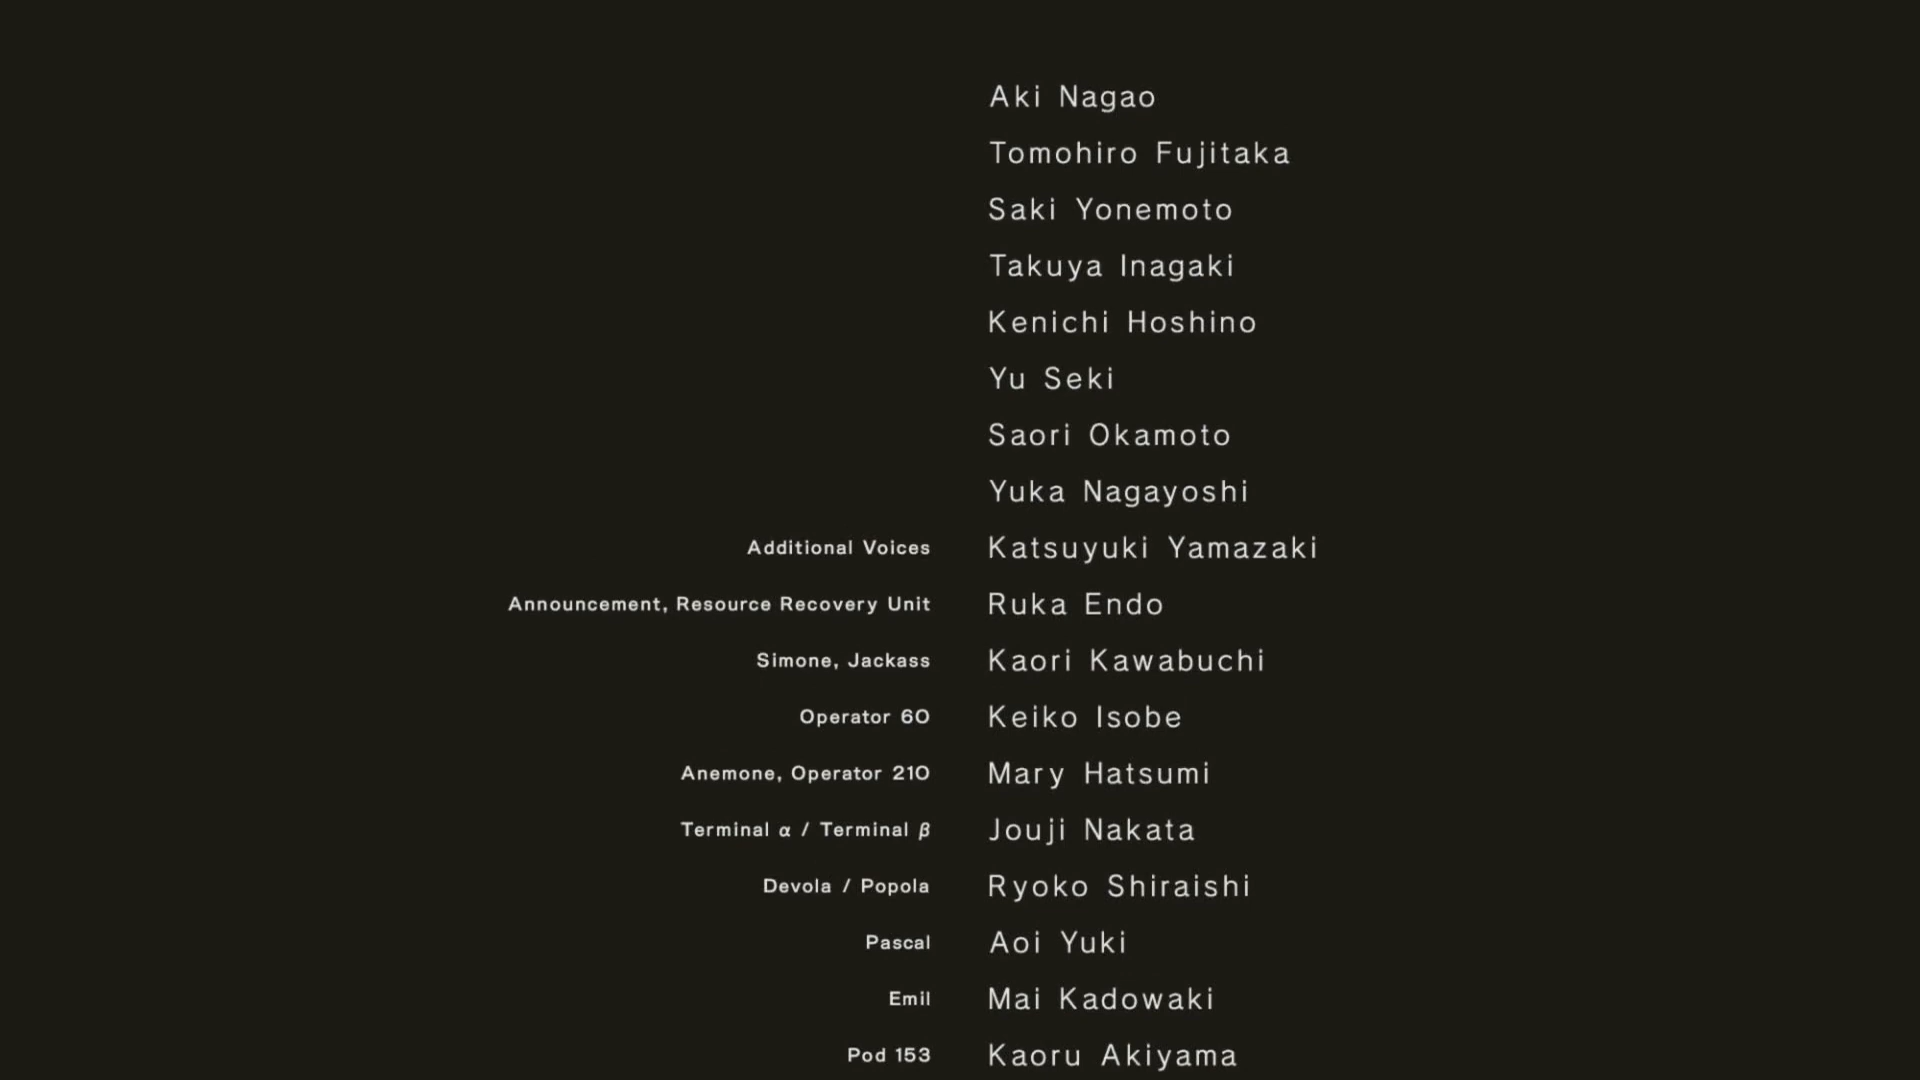 Aki Nagao
Tomohiro Fujitaka
Saki Yonemoto
Takuya Inagaki
Kenichi Hoshino
Yu Seki
Saori Okamoto
Yuka Nagayoshi
Additional Voices Katsuyuki Yamazaki
Announcement, Resource Recovery Unit Ruka Endo
Simone, Jackass Kaori Kawabuchi
Operator 6O Keiko Isobe
Anemone, Operator 21O Mary Hatsumi
Terminal α / Terminal β Jouji Nakata
Devola / Popola Ryoko Shiraishi
Pascal Aoi Yuki
Emil Mai Kadowaki
Pod 153 Kaoru Akiyama